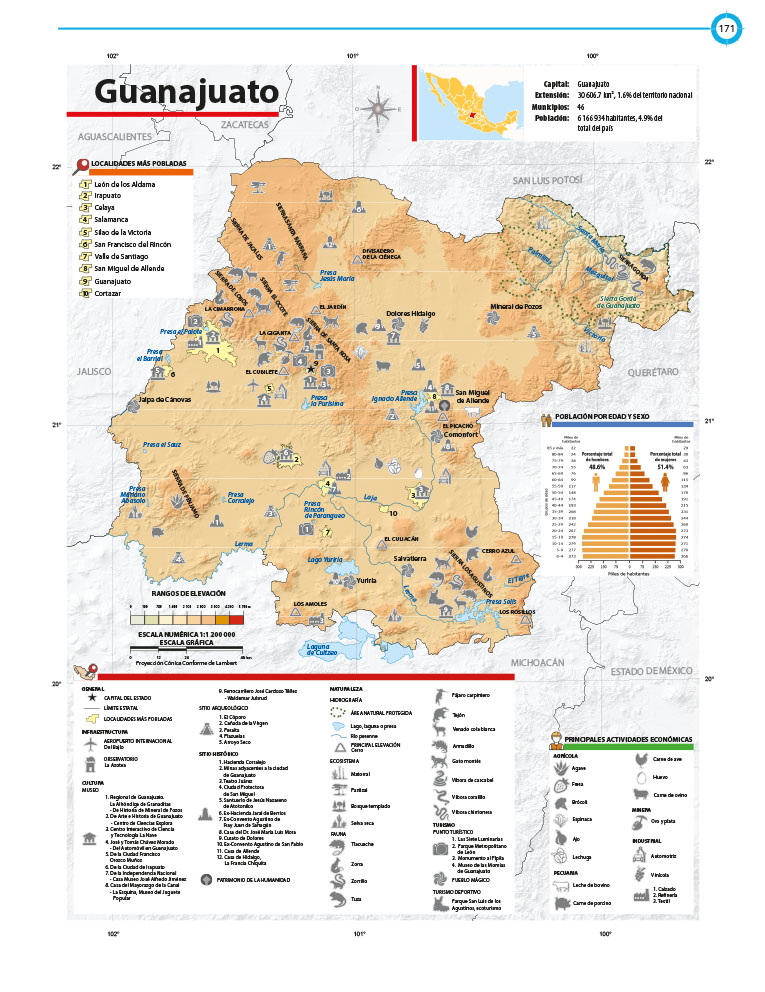 171
102°
101°
100°
Guanajuato
Capital: Guanajuato
Extensión: 30 606.7 km², 1.6% del territorio nacional
Municipios: 46
Población: 6 166 934 habitantes, 4.9% del
total del país
N
O
E
S
ZACATECAS
AGUASCALIENTES
22°
22°
SAN LUIS POTOSÍ
LOCALIDADES MÁS POBLADAS
1 León de los Aldama
2 Irapuato
3 Celaya
4 Salamanca
5 Silao de la Victoria
6 San Francisco del Rincón
7 Valle de Santiago
8 San Miguel de Allende
9 Guanajuato
10 Cortazar
SIERRA SANTA BÁRBARA
SIERRA DE JACALES
DIVISADERO
DE LA CIÉNEGA
Presa
Jesús María
SIERRA DE LOBOS
SIERRA EL OCOTE
LA CIMARRONA
EL JARDÍN
Dolores Hidalgo
Mineral de Pozos
Santa María
Palmillas
Manzanares
SIERRA GORDA
Sierra Gorda
de Guanajuato
Victoria
Presa el Palote
LA GIGANTA
SIERRA DE SANTA ROSA
Presa
el Barrial
JALISCO
EL CUBILETE
QUERÉTARO
Jalpa de Cánovas
Presa
la Purísima
Presa
Ignacio Allende
San Miguel
de Allende
EL PICACHO
Comonfort
21°
21°
POBLACIÓN POR EDAD Y SEXO
Miles de
habitantes
Miles de
habitantes
Porcentaje total
de hombres
48.6%
Porcentaje total
de mujeres
51.4%
Miles de habitantes
Presa el Sauz
Presa
Mariano
Abasolo
SIERRA DE PÉNJAMO
Presa
Corralejo
Presa
Rincón
de Parangueo
Laja
10
Lerma
EL CULIACÁN
Lago Yuriria
Salvatierra
CERRO AZUL
SIERRA LOS AGUSTINOS
Yuriria
El Tigre
Lerma
Presa Solís
LOS AMOLES
LOS ROSILLOS
Laguna
de Cuitzeo
RANGOS DE ELEVACIÓN
ESCALA NUMÉRICA 1:1 200 000
ESCALA GRÁFICA
0 12 24 48 km
Proyección Cónica Conforme de Lambert
MICHOACÁN
ESTADO DE MÉXICO
20°
20°
GENERAL
CAPITAL DEL ESTADO
LÍMITE ESTATAL
LOCALIDADES MÁS POBLADAS
INFRAESTRUCTURA
AEROPUERTO INTERNACIONAL
Del Bajío
OBSERVATORIO
La Azotea
CULTURA
MUSEO
1. Regional de Guanajuato.
La Alhóndiga de Granaditas
- De Historia de Mineral de Pozos
2. De Arte e Historia de Guanajuato
- Centro de Ciencias Explora
3. Centro Interactivo de Ciencia
y Tecnología La Nave
4. José y Tomás Chávez Morado
- Del Automóvil en Guanajuato
5. De la Ciudad Francisco
Orozco Muñoz
6. De la Ciudad de Irapuato
7. De la Independencia Nacional
- Casa Museo José Alfredo Jiménez
8. Casa del Mayorazgo de la Canal
- La Esquina, Museo del Juguete
Popular
9. Ferrocarrilero José Cardoso Téllez
- Waldemar Julsrud
SITIO ARQUEOLÓGICO
1. El Cóporo
2. Cañada de la Virgen
3. Peralta
4. Plazuelas
5. Arroyo Seco
SITIO HISTÓRICO
1. Hacienda Corralejo
2. Minas adyacentes a la ciudad
de Guanajuato
3. Teatro Juárez
4. Ciudad Protectora
de San Miguel
5. Santuario de Jesús Nazareno
de Atotonilco
6. Ex-Hacienda Jaral de Berrios
7. Ex-Convento Agustino de
Fray Juan de Sahagún
8. Casa del Dr. José María Luis Mora
9. Curato de Dolores
10. Ex-Convento Agustino de San Pablo
11. Casa de Allende
12. Casa de Hidalgo,
La Francia Chiquita
PATRIMONIO DE LA HUMANIDAD
NATURALEZA
HIDROGRAFÍA
ÁREA NATURAL PROTEGIDA
Lago, laguna o presa
Río perenne
PRINCIPAL ELEVACIÓN
Cerro
ECOSISTEMA
Matorral
Pastizal
Bosque templado
Selva seca
FAUNA
Tlacuache
Zorra
Zorrillo
Tuza
Pájaro carpintero
Tejón
Venado cola blanca
Armadillo
Gato montés
Víbora de cascabel
Víbora coralillo
Víbora chirrionera
TURISMO
PUNTO TURÍSTICO
1. Las Siete Luminarias
2. Parque Metropolitano
de León
3. Monumento al Pípila
4. Museo de las Momias
de Guanajuato
PUEBLO MÁGICO
TURISMO DEPORTIVO
Parque San Luis de los
Agustinos, ecoturismo
PRINCIPALES ACTIVIDADES ECONÓMICAS
AGRÍCOLA
Agave
Fresa
Brócoli
Espinaca
Ajo
Lechuga
PECUARIA
Leche de bovino
Carne de porcino
Carne de ave
Huevo
Carne de ovino
MINERÍA
Oro y plata
INDUSTRIAL
Automotriz
Vinícola
1. Calzado
2. Refinería
3. Textil
102°
101°
100°